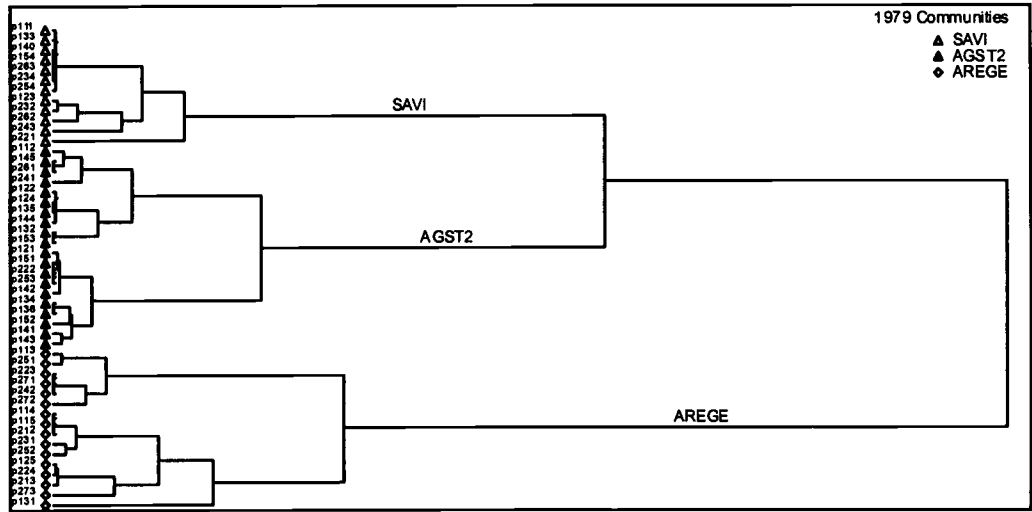 1979 Communities
SAVI
AGST2
AREGE
p111
p133
p140
p154
p263
p234
p254
p123
p232
p262
p243
p221
p112
p145
p261
p241
p122
p124
p135
p144
p132
p153
p121
p151
p222
p253
p142
p134
p136
p152
p141
p143
p113
p251
p223
p271
p242
p272
p114
p115
p212
p231
p252
p125
p224
p213
p273
p131
SAVI
AGST2
AREGE